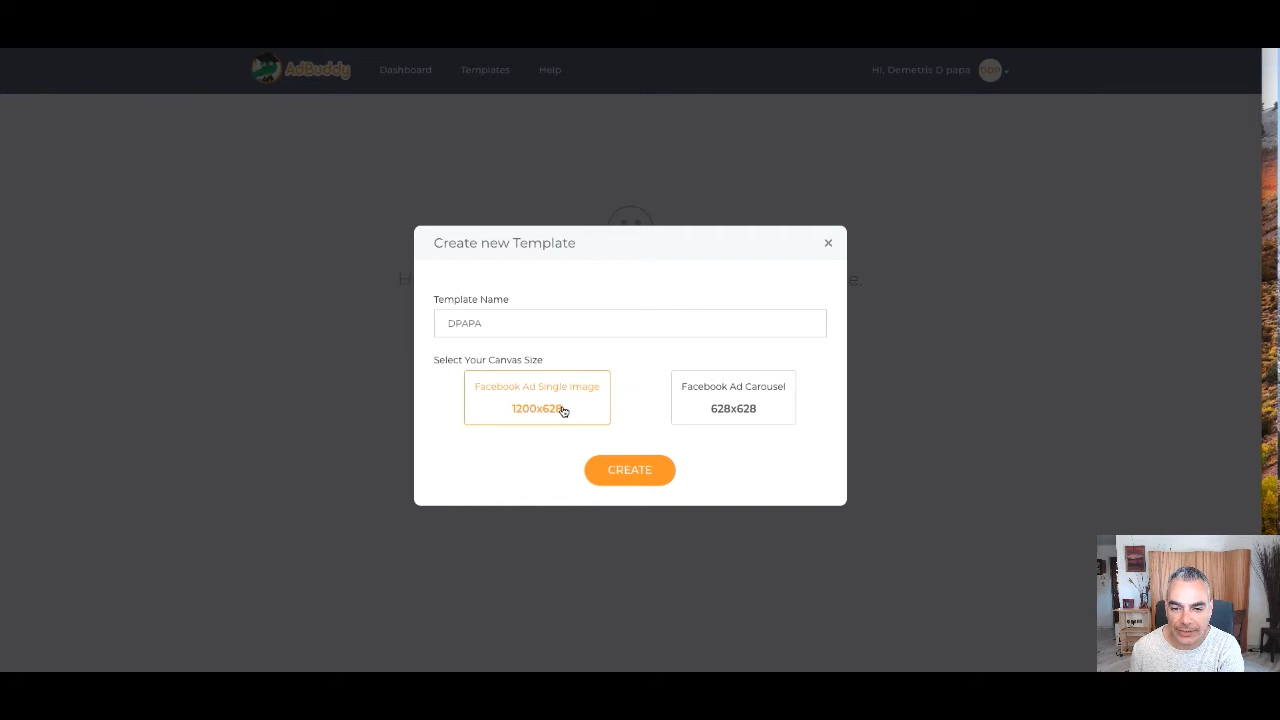 AdBuddy Dashboard Templates Help Hi, Demetris D papa DDP
Create new Template ×
Template Name
DPAPA
Select Your Canvas Size
Facebook Ad Single Image
1200x628
Facebook Ad Carousel
628x628
CREATE